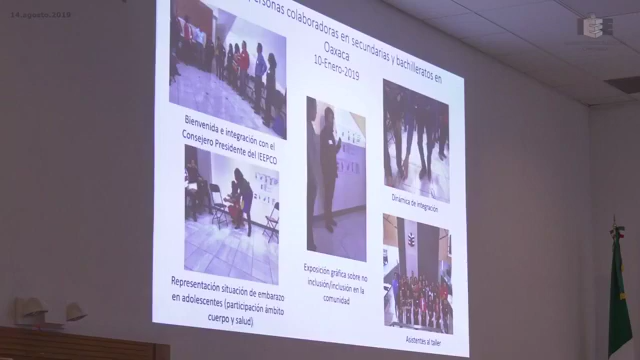 14.agosto.2019
personas colaboradoras en secundarias y bachilleratos en
Oaxaca
10-Enero-2019
Bienvenida e integración con el
Consejero Presidente del IEEPCO
Dinámica de integración
Exposición gráfica sobre no
inclusión/inclusión en la
comunidad
Representación situación de embarazo
en adolescentes (participación ámbito
cuerpo y salud)
Asistentes al taller